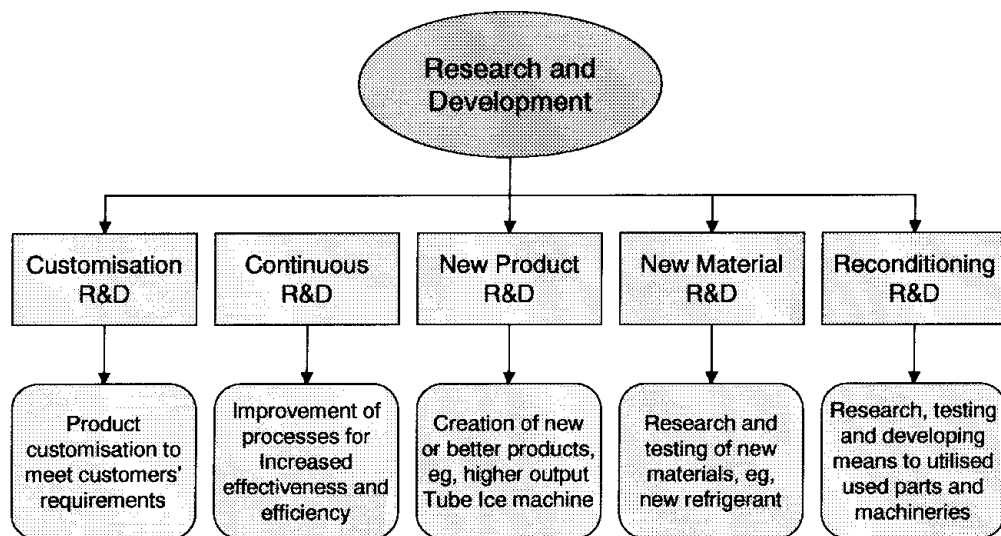 Research and
Development
Customisation
R&D
Continuous
R&D
New Product
R&D
New Material
R&D
Reconditioning
R&D
Product
customisation to
meet customers'
requirements
Improvement of
processes for
Increased
effectiveness and
efficiency
Creation of new
or better products,
eg, higher output
Tube Ice machine
Research and
testing of new
materials, eg,
new refrigerant
Research, testing
and developing
means to utilised
used parts and
machineries